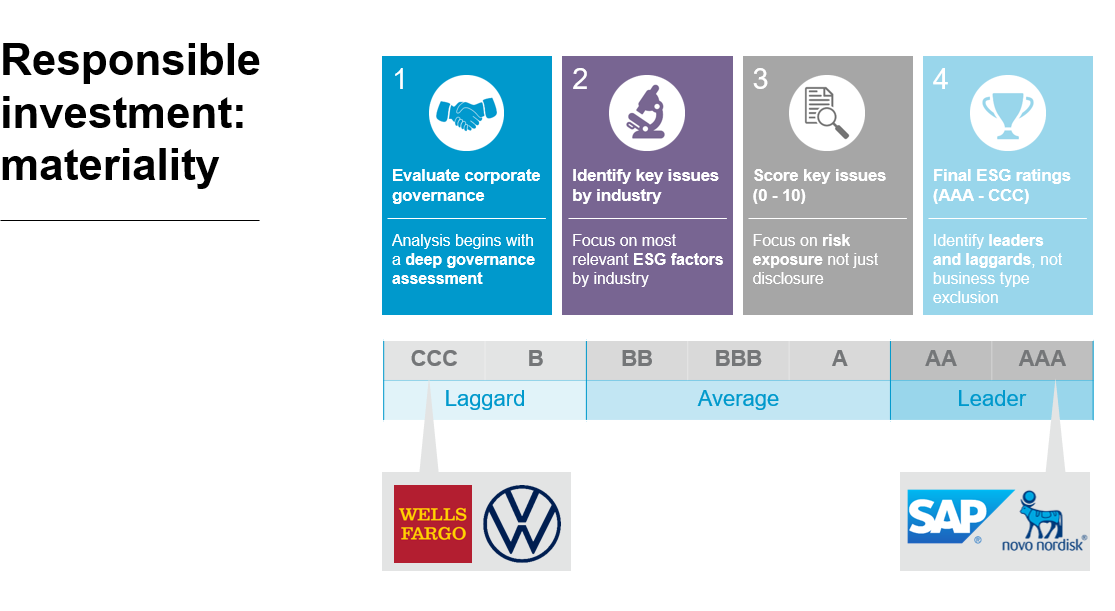 Responsible
investment:
materiality
1
Evaluate corporate
governance
Analysis begins with
a deep governance
assessment
2
Identify key issues
by industry
Focus on most
relevant ESG factors
by industry
3
Score key issues
(0 - 10)
Focus on risk
exposure not just
disclosure
4
Final ESG ratings
(AAA - CCC)
Identify leaders
and laggards, not
business type
exclusion
CCC B BB BBB A AA AAA
Laggard Average Leader
WELLS
FARGO
VW
SAP®
novo nordisk®